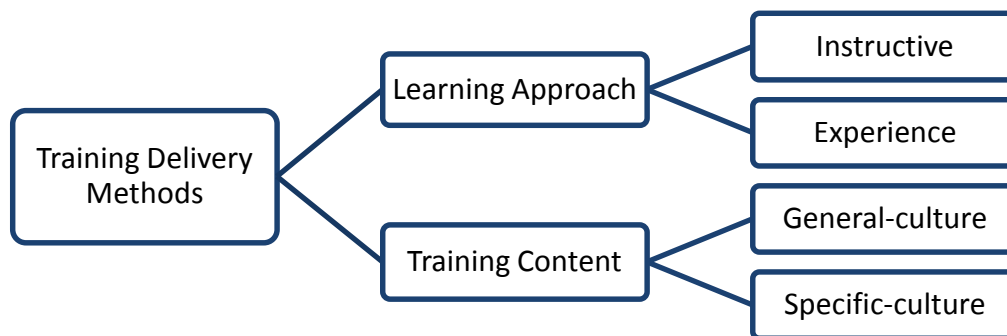 Training Delivery
Methods
Learning Approach
Instructive
Experience
Training Content
General-culture
Specific-culture